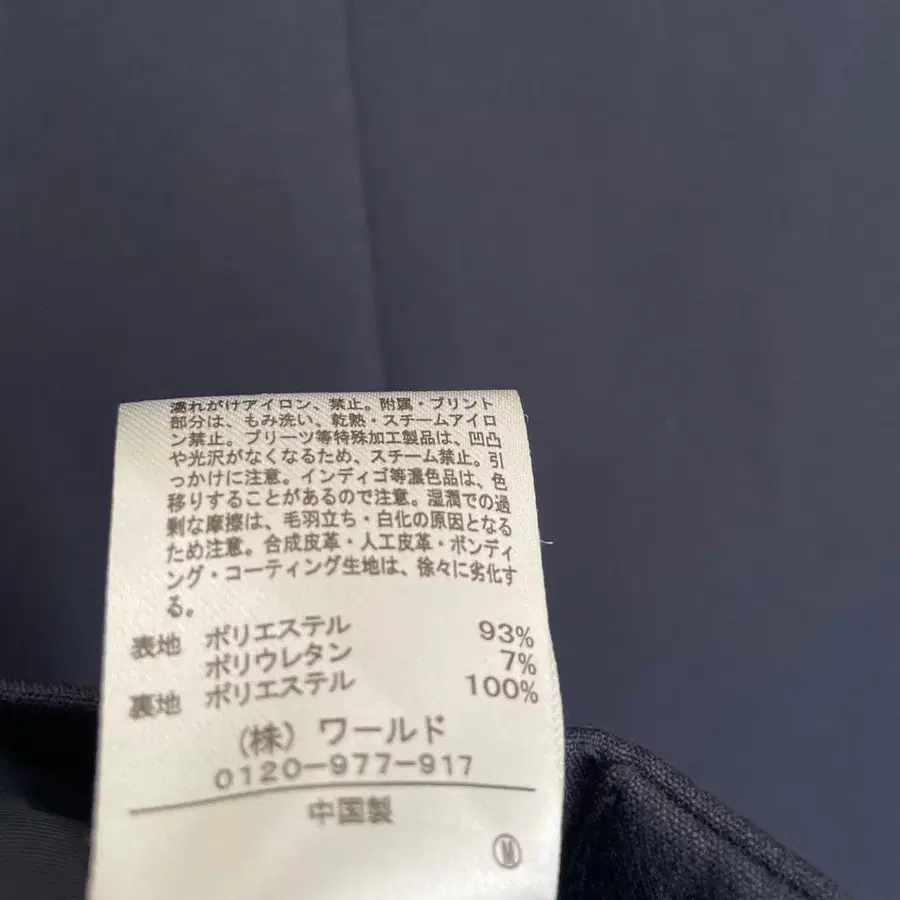 濡れがけアイロン、禁止。附属・プリント
部分は、もみ洗い、乾熱・スチームアイロ
ン禁止。プリーツ等特殊加工製品は、凹凸
や光沢がなくなるため、スチーム禁止。引
っかけに注意。インディゴ等濃色品は、色
移りすることがあるので注意。湿潤での過
剰な摩擦は、毛羽立ち・白化の原因となる
ため注意。合成皮革・人工皮革・ボンディ
ング・コーティング生地は、徐々に劣化す
る。
表地 ポリエステル 93%
ポリウレタン 7%
裏地 ポリエステル 100%
(株) ワールド
0120-977-917
中国製
M